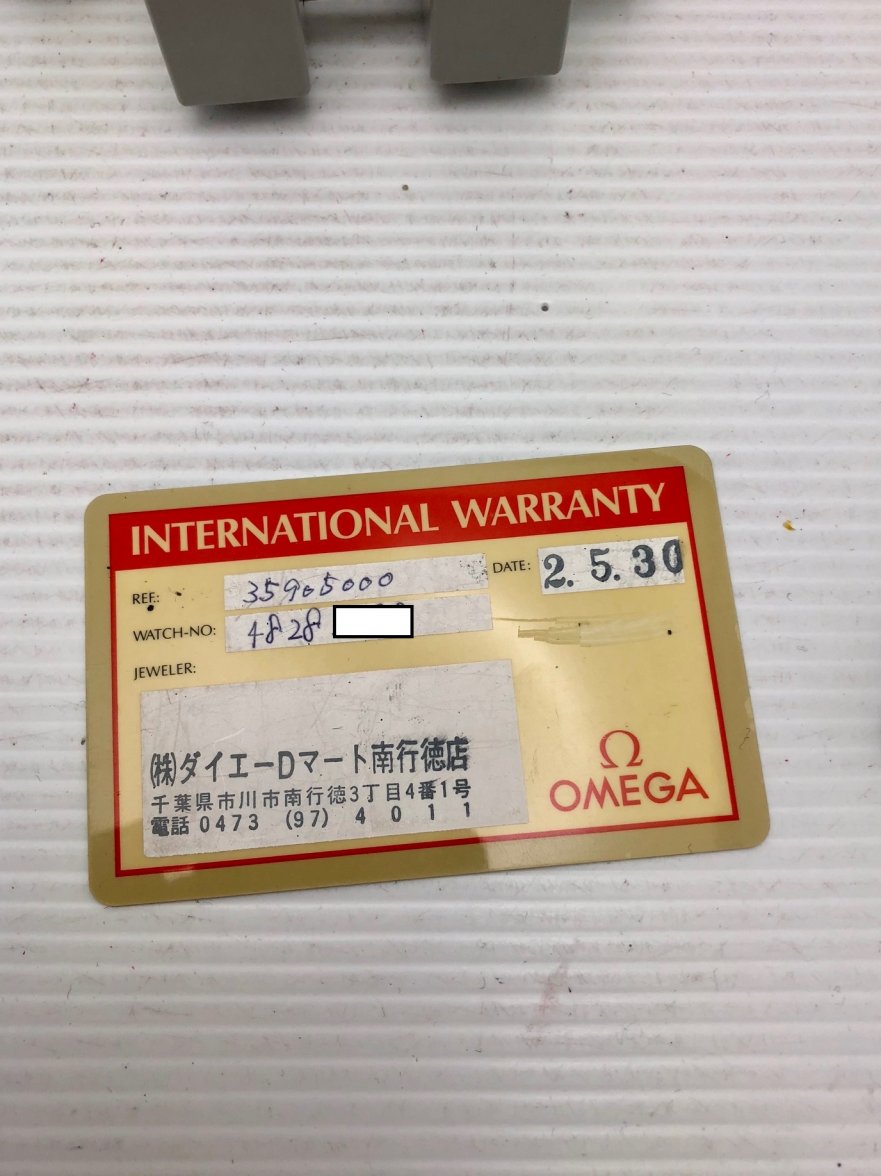 INTERNATIONAL WARRANTY
REF.: 35905000 DATE: 2.5.30
WATCH-NO: 4828
JEWELER:
(株)ダイエーDマート南行徳店
千葉県市川市南行徳3丁目4番1号
電話 0473 (97) 4011
Ω
OMEGA